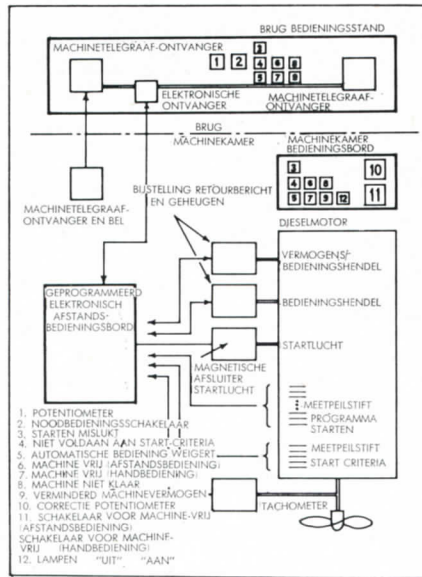 BRUG BEDIENINGSSTAND
MACHINETELEGRAAF-ONTVANGER
3
1 2 4 6 8
5 7 9
ELEKTRONISCHE
ONTVANGER
MACHINETELEGRAAF-
ONTVANGER
BRUG
MACHINEKAMER
MACHINEKAMER
BEDIENINGSBORD
3
10
4 6 8
5 7 9 12
11
MACHINETELEGRAAF-
ONTVANGER EN BEL
BIJSTELLING RETOURBERICHT
EN GEHEUGEN
DIESELMOTOR
VERMOGENS/-
BEDIENINGSHENDEL
GEPROGRAMMEERD
ELEKTRONISCH
AFSTANDS-
BEDIENINGSBORD
BEDIENINGSHENDEL
STARTLUCHT
MAGNETISCHE
AFSLUITER
STARTLUCHT
MEETPEILSTIFT
PROGRAMMA
STARTEN
MEETPEILSTIFT
START CRITERIA
TACHOMETER
1. POTENTIOMETER
2. NOODBEDIENINGSSCHAKELAAR
3. STARTEN MISLUKT
4. NIET VOLDAAN AAN START-CRITERIA
5. AUTOMATISCHE BEDIENING WEIGERT
6. MACHINE VRIJ (AFSTANDSBEDIENING)
7. MACHINE VRIJ (HANDBEDIENING)
8. MACHINE NIET KLAAR
9. VERMINDERD MACHINEVERMOGEN
10. CORRECTIE POTENTIOMETER
11. SCHAKELAAR VOOR MACHINE-VRIJ
(AFSTANDSBEDIENING)
SCHAKELAAR VOOR MACHINE-
VRIJ (HANDBEDIENING)
12. LAMPEN "UIT" "AAN"